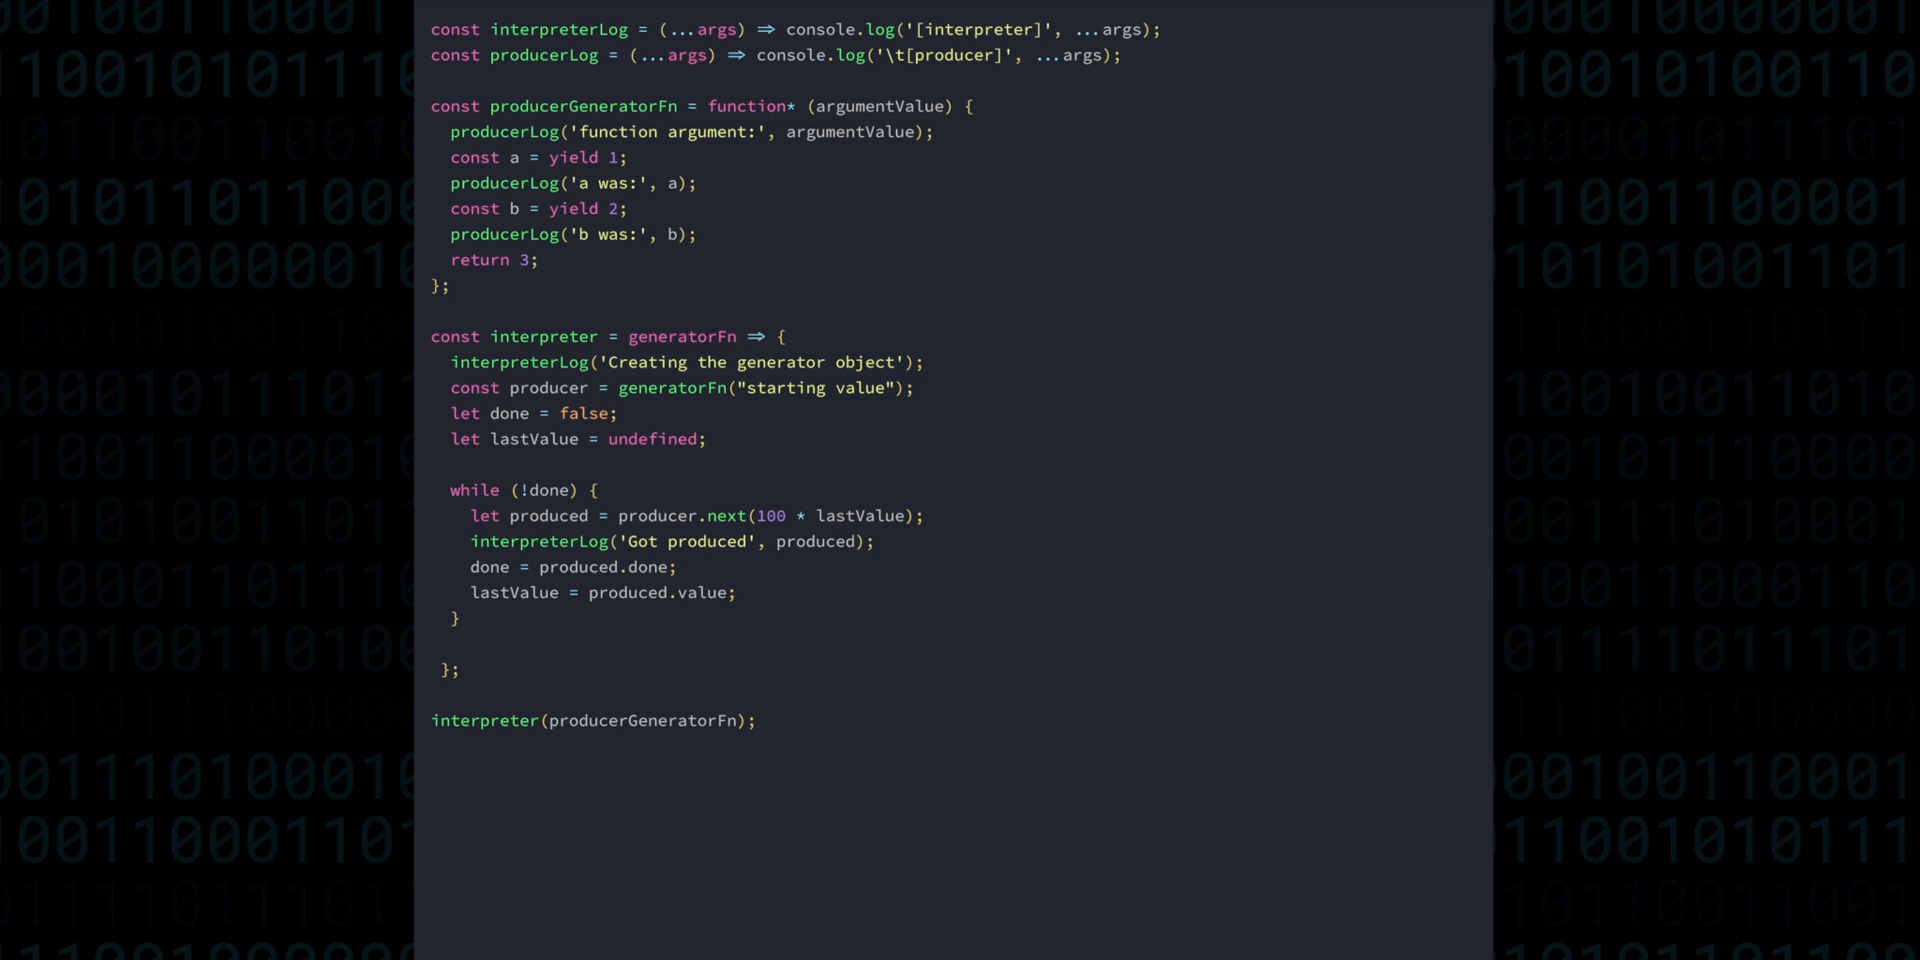 const interpreterLog = (...args) => console.log('[interpreter]', ...args);
const producerLog = (...args) => console.log('\t[producer]', ...args);
const producerGeneratorFn = function* (argumentValue) {
  producerLog('function argument:', argumentValue);
  const a = yield 1;
  producerLog('a was:', a);
  const b = yield 2;
  producerLog('b was:', b);
  return 3;
};
const interpreter = generatorFn => {
  interpreterLog('Creating the generator object');
  const producer = generatorFn("starting value");
  let done = false;
  let lastValue = undefined;
  while (!done) {
    let produced = producer.next(100 * lastValue);
    interpreterLog('Got produced', produced);
    done = produced.done;
    lastValue = produced.value;
  }
 };
interpreter(producerGeneratorFn);